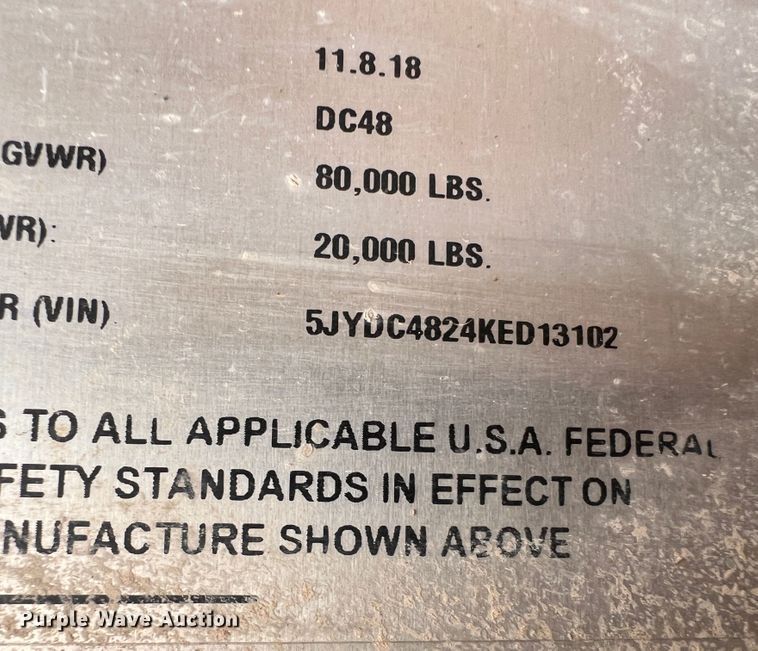 11.8.18
DC48
GVWR) 80,000 LBS.
VR): 20,000 LBS.
R (VIN) 5JYDC4824KED13102
S TO ALL APPLICABLE U.S.A. FEDERAL
FETY STANDARDS IN EFFECT ON
NUFACTURE SHOWN ABOVE
Purple Wave Auction